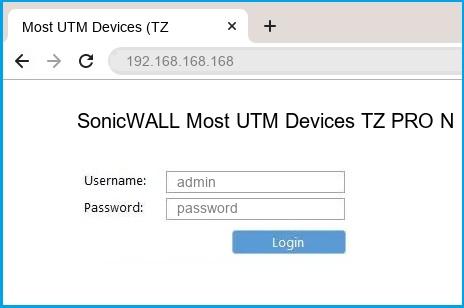 Most UTM Devices (TZ
192.168.168.168
SonicWALL Most UTM Devices TZ PRO N
Username: admin
Password: password
Login